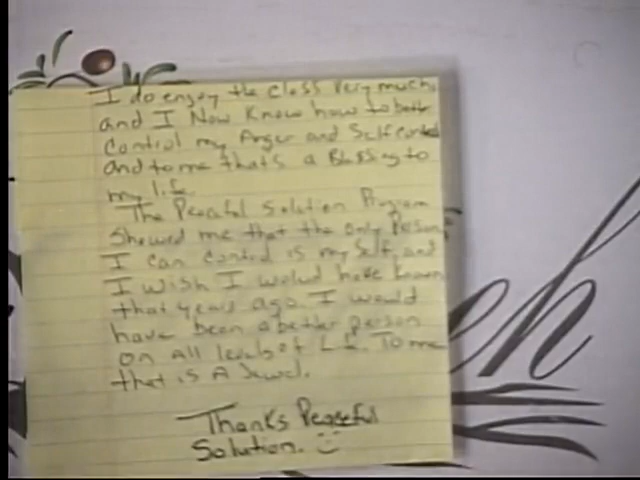 I do enjoy the class very much,
and I Now Know how to better
control my Anger and Self control
And to me that's a Blessing to
my life.
The Peaceful Solution Program
Showed me that the only Person
I can control is my Self, and
I wish I would have known
that years ago. I would
have been a better person
on all levels of Life. To me
that is A Jewel.
Thanks Peaceful
Solution.
eh